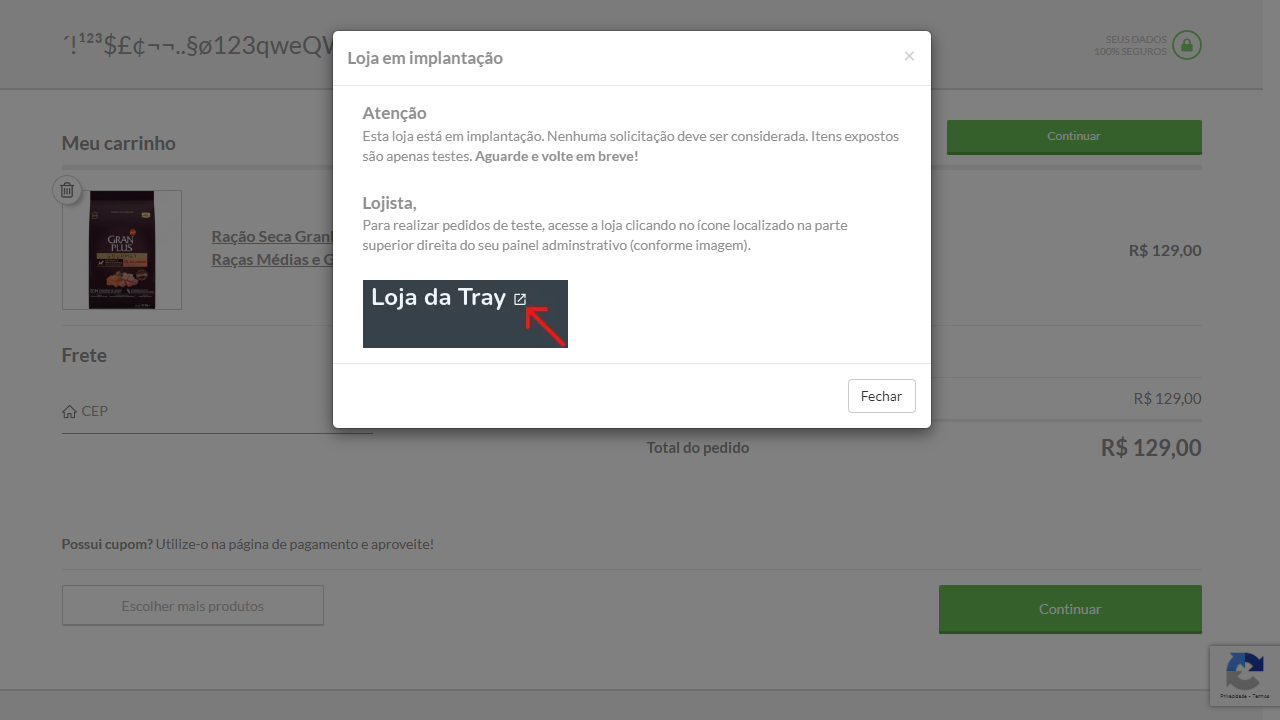 ´!¹²³$£¢¬¬..§ø123qweQW
SEUS DADOS
100% SEGUROS
Loja em implantação
×
Atenção
Esta loja está em implantação. Nenhuma solicitação deve ser considerada. Itens expostos
são apenas testes. Aguarde e volte em breve!
Lojista,
Para realizar pedidos de teste, acesse a loja clicando no ícone localizado na parte
superior direita do seu painel adminstrativo (conforme imagem).
Loja da Tray
Fechar
Meu carrinho
Continuar
GRAN
PLUS
GOURMET
Ração Seca Gran
Raças Médias e G
R$ 129,00
Frete
CEP
R$ 129,00
Total do pedido
R$ 129,00
Possui cupom? Utilize-o na página de pagamento e aproveite!
Escolher mais produtos
Continuar
Privacidade - Termos